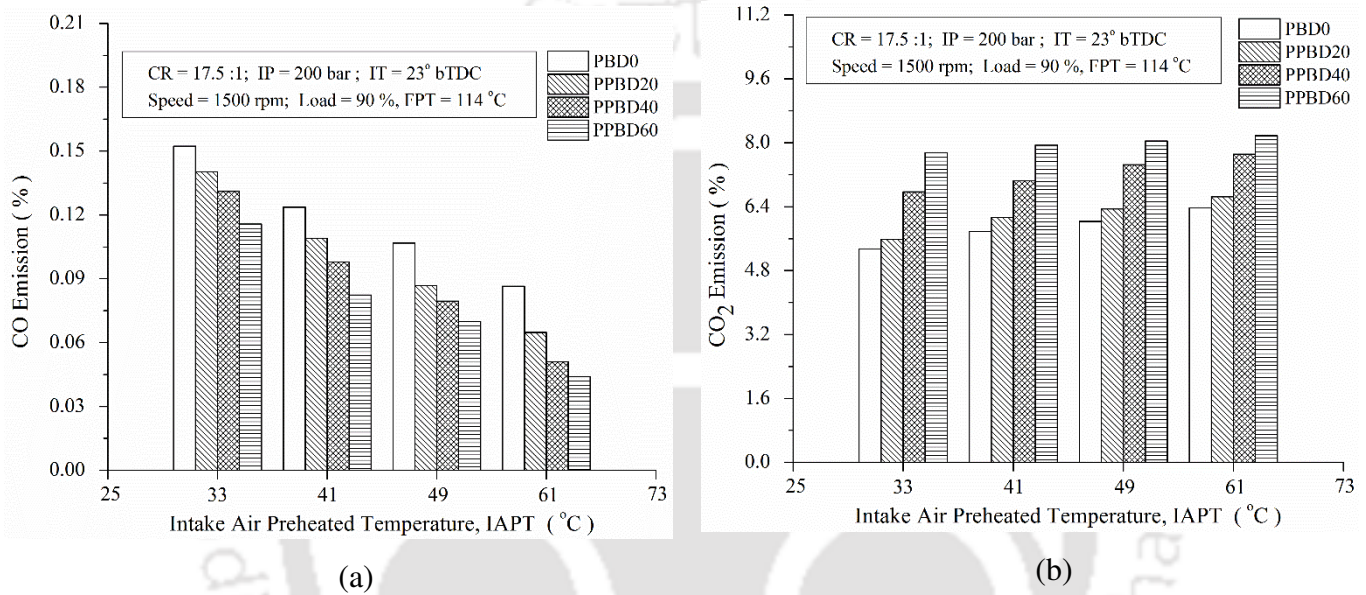 0.21
0.18
0.15
0.12
0.09
0.06
0.03
0.00
CO Emission ( % )
CR = 17.5 :1; IP = 200 bar ; IT = 23° bTDC
Speed = 1500 rpm; Load = 90 %, FPT = 114 °C
PBD0
PPBD20
PPBD40
PPBD60
25 33 41 49 61 73
Intake Air Preheated Temperature, IAPT ( °C )
(a)
11.2
9.6
8.0
6.4
4.8
3.2
1.6
0.0
CO₂ Emission ( % )
CR = 17.5 :1; IP = 200 bar ; IT = 23° bTDC
Speed = 1500 rpm; Load = 90 %, FPT = 114 °C
PBD0
PPBD20
PPBD40
PPBD60
25 33 41 49 61 73
Intake Air Preheated Temperature, IAPT ( °C )
(b)